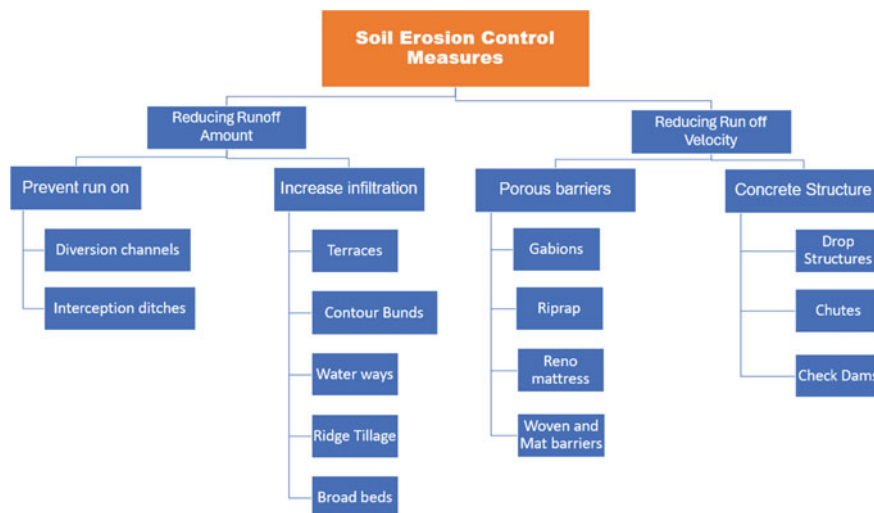 Soil Erosion Control
Measures
Reducing Runoff
Amount
Reducing Run off
Velocity
Prevent run on
Increase infiltration
Porous barriers
Concrete Structure
Diversion channels
Interception ditches
Terraces
Contour Bunds
Water ways
Ridge Tillage
Broad beds
Gabions
Riprap
Reno
mattress
Woven and
Mat barriers
Drop
Structures
Chutes
Check Dams